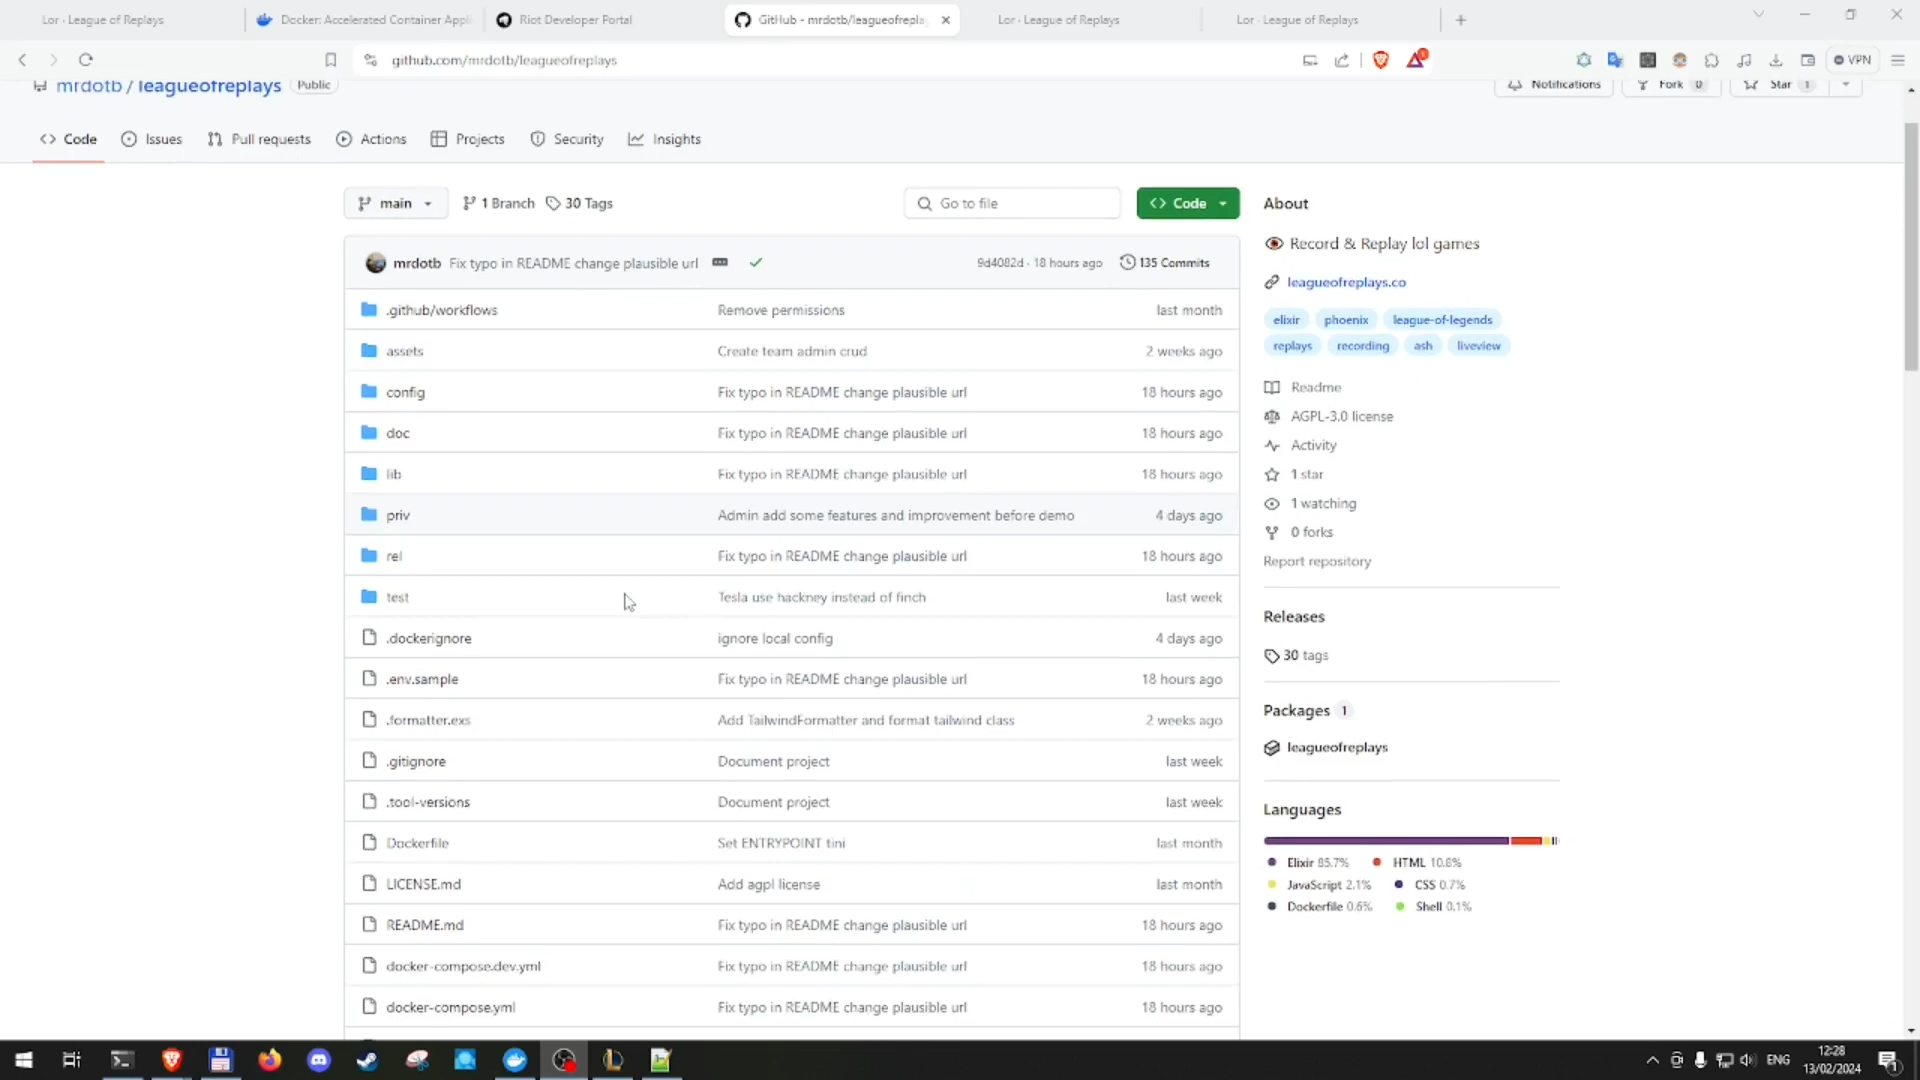 Lor · League of Replays
Docker: Accelerated Container Appli
Riot Developer Portal
GitHub - mrdotb/leagueofrepla
Lor · League of Replays
Lor · League of Replays
github.com/mrdotb/leagueofreplays
VPN
mrdotb / leagueofreplays Public
Notifications
Fork 0
Star 1
Code
Issues
Pull requests
Actions
Projects
Security
Insights
main
1 Branch
30 Tags
Go to file
Code
mrdotb Fix typo in README change plausible url 9d4082d · 18 hours ago 135 Commits
.github/workflows Remove permissions last month
assets Create team admin crud 2 weeks ago
config Fix typo in README change plausible url 18 hours ago
doc Fix typo in README change plausible url 18 hours ago
lib Fix typo in README change plausible url 18 hours ago
priv Admin add some features and improvement before demo 4 days ago
rel Fix typo in README change plausible url 18 hours ago
test Tesla use hackney instead of finch last week
.dockerignore ignore local config 4 days ago
.env.sample Fix typo in README change plausible url 18 hours ago
.formatter.exs Add TailwindFormatter and format tailwind class 2 weeks ago
.gitignore Document project last week
.tool-versions Document project last week
Dockerfile Set ENTRYPOINT tini last month
LICENSE.md Add agpl license last month
README.md Fix typo in README change plausible url 18 hours ago
docker-compose.dev.yml Fix typo in README change plausible url 18 hours ago
docker-compose.yml Fix typo in README change plausible url 18 hours ago
About
Record & Replay lol games
leagueofreplays.co
elixir phoenix league-of-legends
replays recording ash liveview
Readme
AGPL-3.0 license
Activity
1 star
1 watching
0 forks
Report repository
Releases
30 tags
Packages 1
leagueofreplays
Languages
Elixir 85.7% HTML 10.8%
JavaScript 2.1% CSS 0.7%
Dockerfile 0.6% Shell 0.1%
ENG
12:28
13/02/2024
1